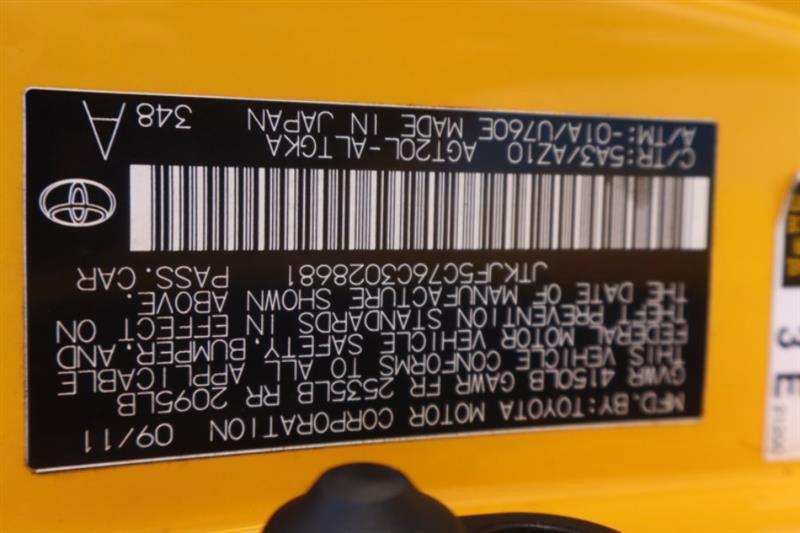 MFD.BY:TOYOTA MOTOR CORPORATION 09/11
GVWR 4150LB GAWR FR 2535LB RR 2095LB
THIS VEHICLE CONFORMS TO ALL APPLICABLE
FEDERAL MOTOR VEHICLE SAFETY,BUMPER,AND
THEFT PREVENTION STANDARDS IN EFFECT ON
THE DATE OF MANUFACTURE SHOWN ABOVE.
JTKJF5C76C3028681 PASS.CAR
C/TR:5A3/AZ10 AGT20L-ALTGKA
A/TM:-01A/U760E MADE IN JAPAN 348 A
3 E